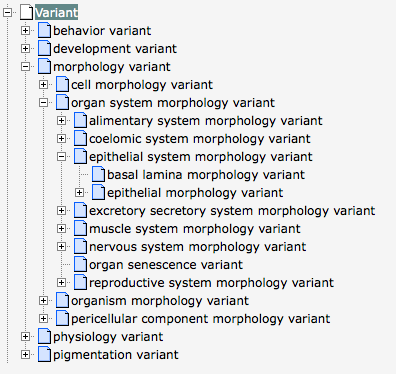 Variant
behavior variant
development variant
morphology variant
cell morphology variant
organ system morphology variant
alimentary system morphology variant
coelomic system morphology variant
epithelial system morphology variant
basal lamina morphology variant
epithelial morphology variant
excretory secretory system morphology variant
muscle system morphology variant
nervous system morphology variant
organ senescence variant
reproductive system morphology variant
organism morphology variant
pericellular component morphology variant
physiology variant
pigmentation variant